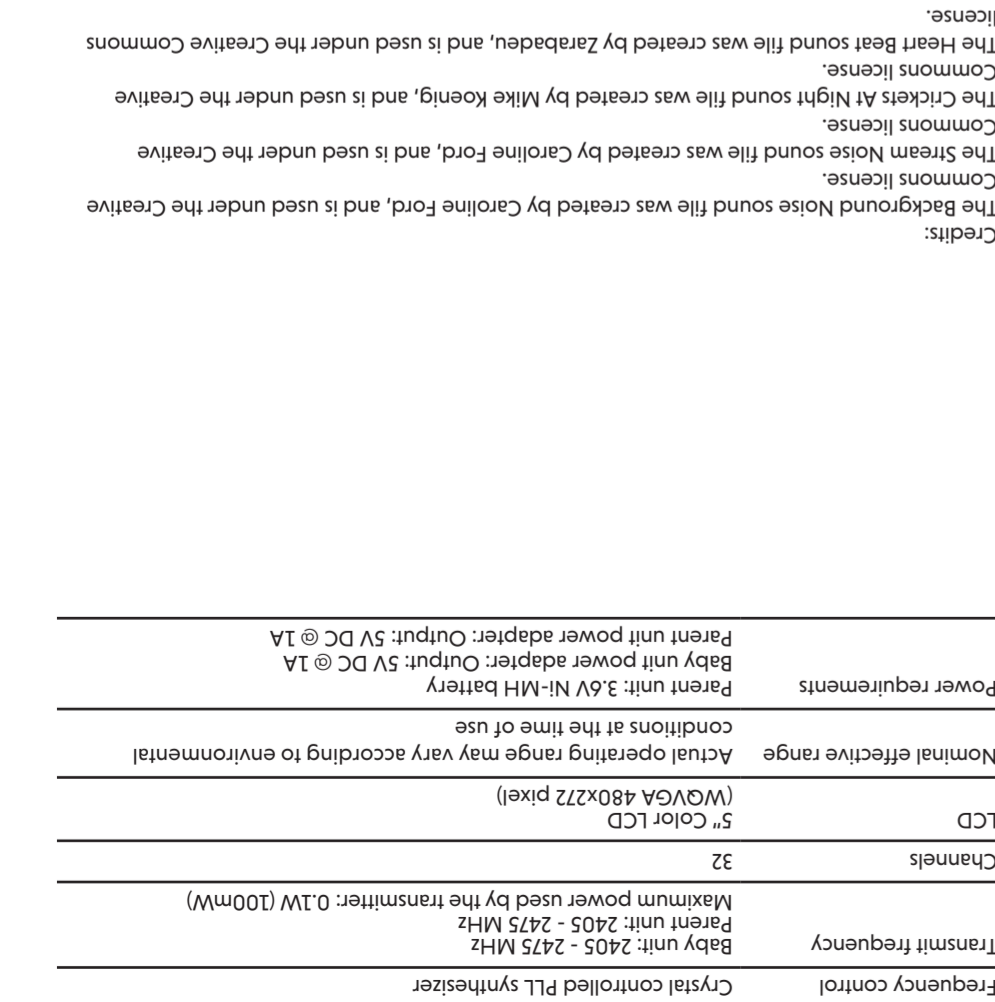 Frequency control Crystal controlled PLL synthesizer
Transmit frequency Baby unit: 2405 - 2475 MHz
Parent unit: 2405 - 2475 MHz
Maximum power used by the transmitter: 0.1W (100mW)
Channels 32
LCD 5" Color LCD
(WQVGA 480x272 pixel)
Nominal effective range Actual operating range may vary according to environmental
conditions at the time of use
Power requirements Parent unit: 3.6V Ni-MH battery
Baby unit power adapter: Output: 5V DC @ 1A
Parent unit power adapter: Output: 5V DC @ 1A
Credits:
The Background Noise sound file was created by Caroline Ford, and is used under the Creative
Commons license.
The Stream Noise sound file was created by Caroline Ford, and is used under the Creative
Commons license.
The Crickets At Night sound file was created by Mike Koenig, and is used under the Creative
Commons license.
The Heart Beat sound file was created by Zarabadeu, and is used under the Creative Commons
license.